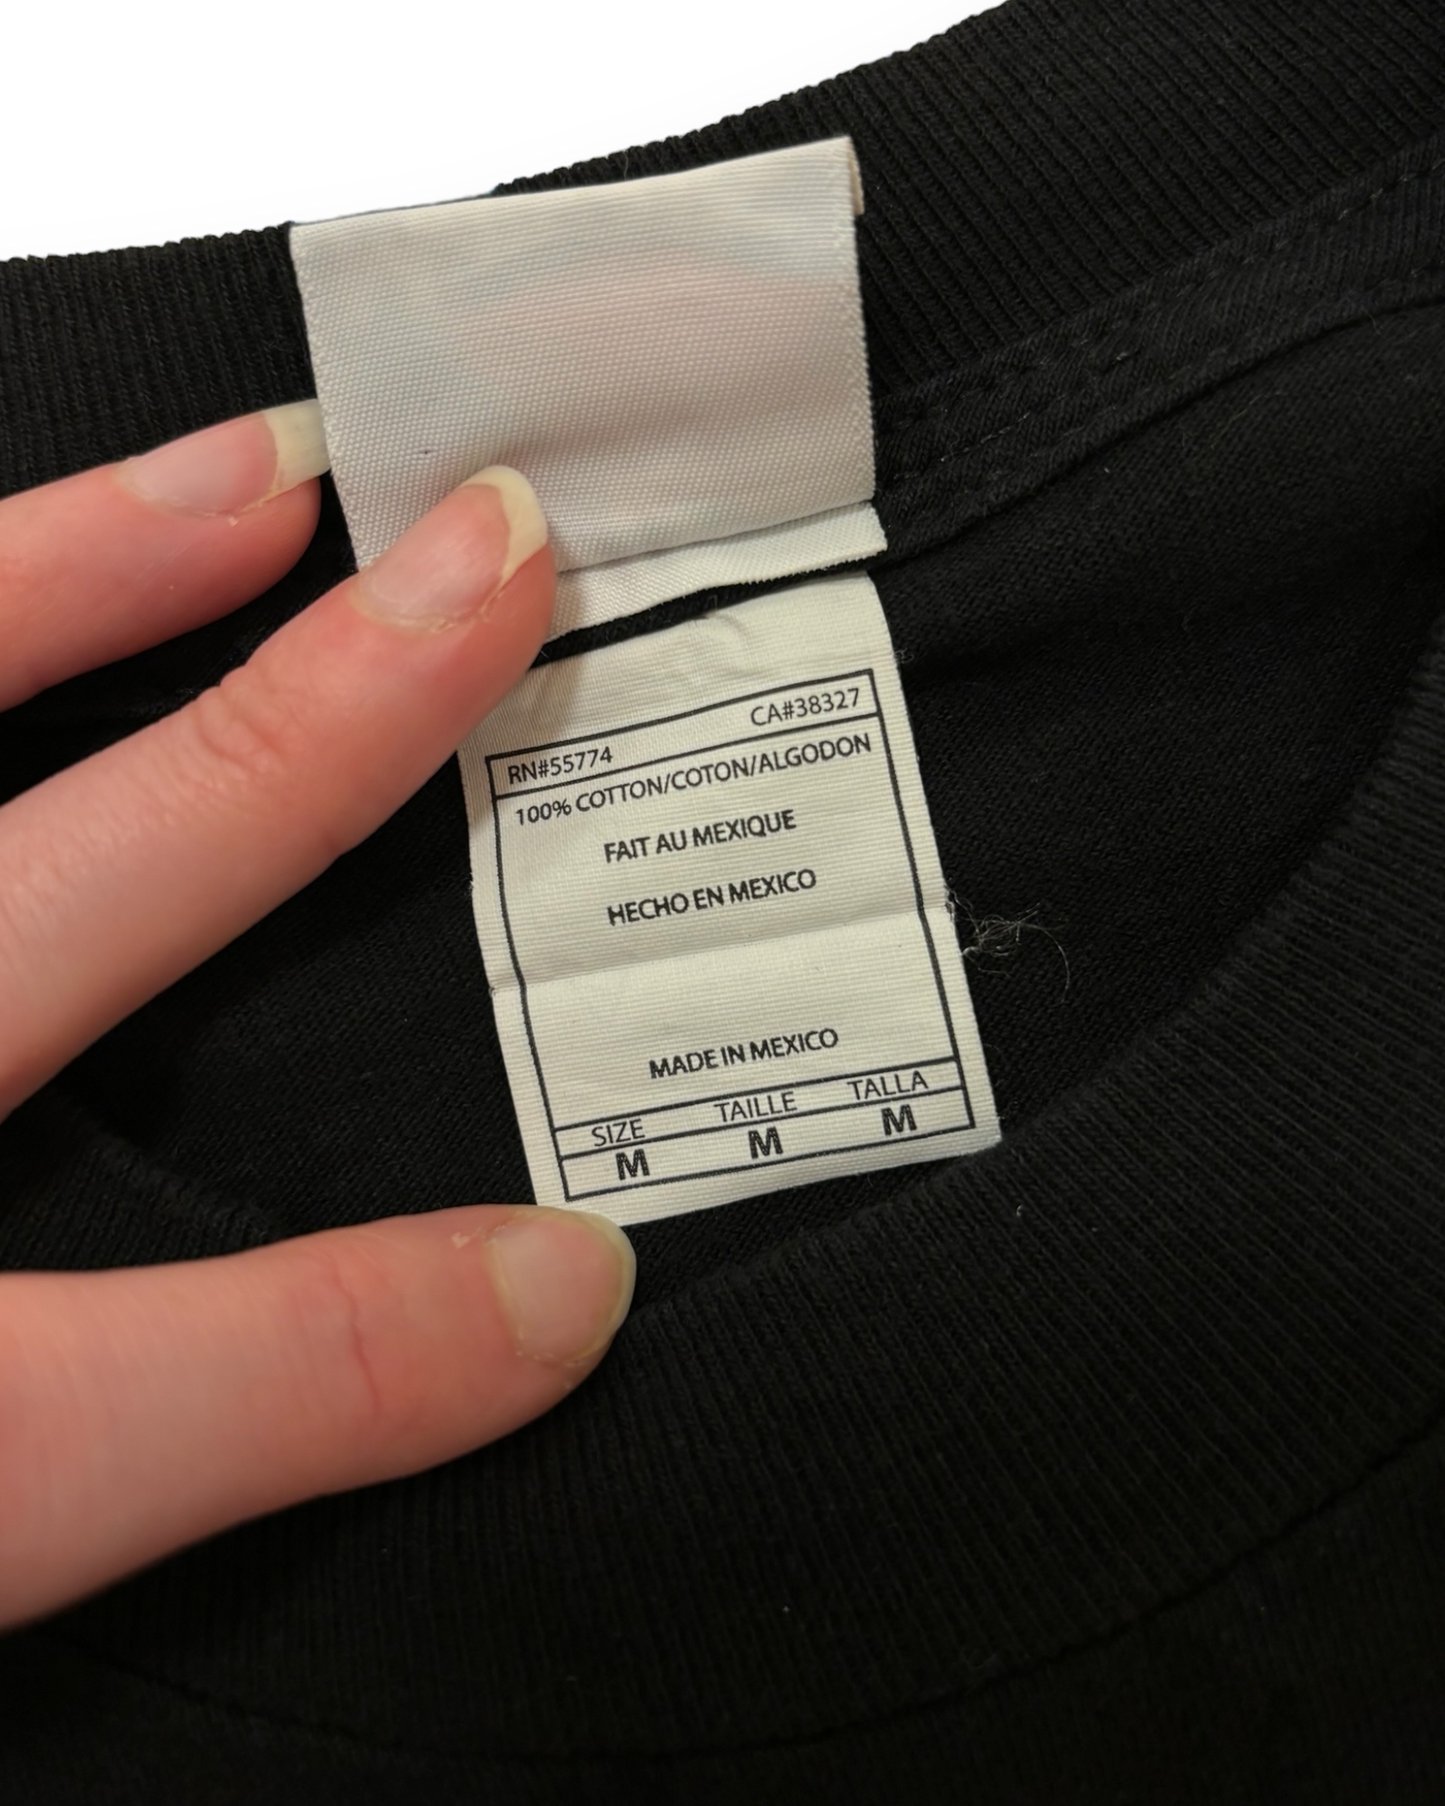 RN#55774 CA#38327
100% COTTON/COTON/ALGODON
FAIT AU MEXIQUE
HECHO EN MEXICO
MADE IN MEXICO
SIZE TAILLE TALLA
M M M